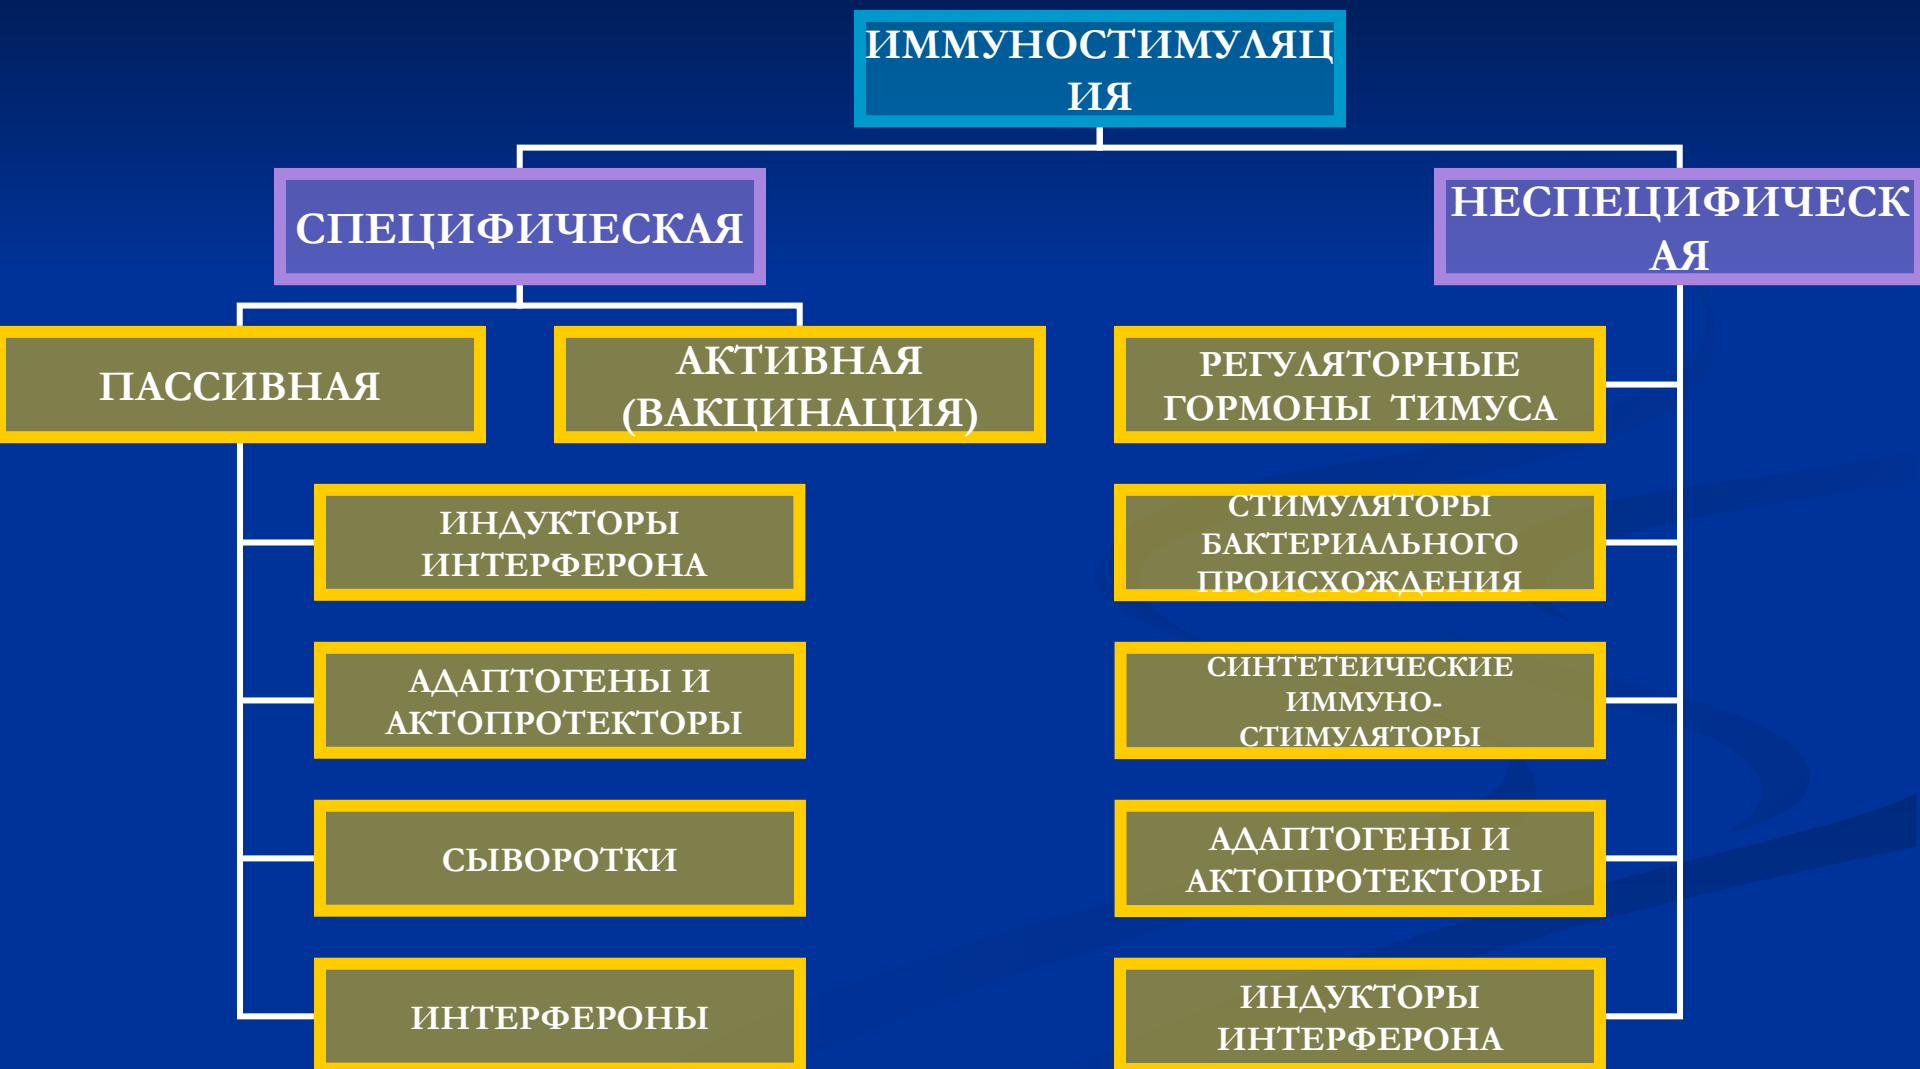 ИММУНОСТИМУЛЯЦ
ИЯ
СПЕЦИФИЧЕСКАЯ
НЕСПЕЦИФИЧЕСК
АЯ
ПАССИВНАЯ
АКТИВНАЯ
(ВАКЦИНАЦИЯ)
РЕГУЛЯТОРНЫЕ
ГОРМОНЫ ТИМУСА
ИНДУКТОРЫ
ИНТЕРФЕРОНА
СТИМУЛЯТОРЫ
БАКТЕРИАЛЬНОГО
ПРОИСХОЖДЕНИЯ
АДАПТОГЕНЫ И
АКТОПРОТЕКТОРЫ
СИНТЕТЕИЧЕСКИЕ
ИММУНО-
СТИМУЛЯТОРЫ
СЫВОРОТКИ
АДАПТОГЕНЫ И
АКТОПРОТЕКТОРЫ
ИНТЕРФЕРОНЫ
ИНДУКТОРЫ
ИНТЕРФЕРОНА